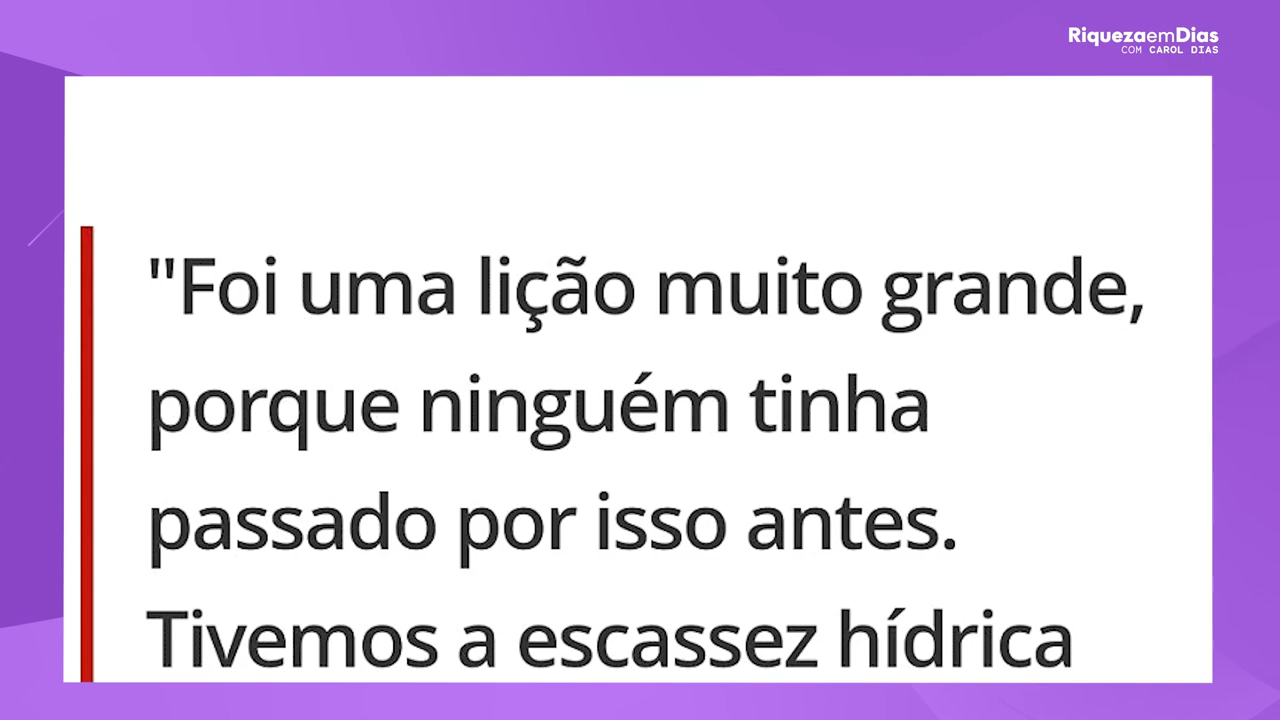 RiquezaemDias
COM CAROL DIAS
"Foi uma lição muito grande,
porque ninguém tinha
passado por isso antes.
Tivemos a escassez hídrica